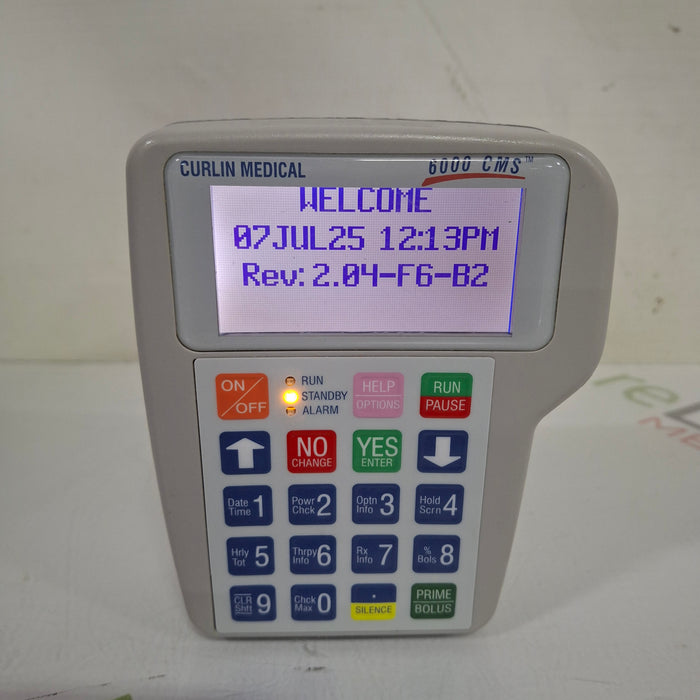 CURLIN MEDICAL 6000 CMS™
WELCOME
07JUL25 12:13PM
Rev: 2.04-F6-B2
ON/OFF
RUN
STANDBY
ALARM
HELP
OPTIONS
RUN
PAUSE
NO
CHANGE
YES
ENTER
Date Time 1
Powr Chck 2
Optn Info 3
Hold Scrn 4
Hrly Tot 5
Thrpy Info 6
Rx Info 7
% Bols 8
CLR Shft 9
Chck Max 0
.
SILENCE
PRIME
BOLUS